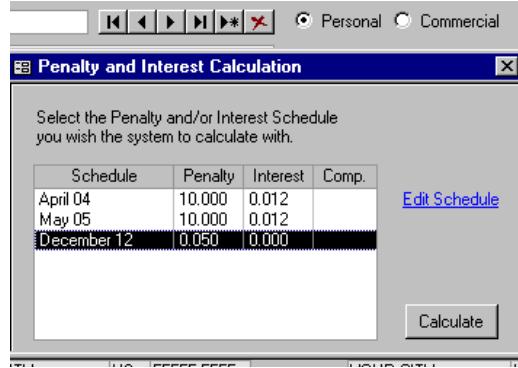 Personal Commercial
Penalty and Interest Calculation
Select the Penalty and/or Interest Schedule
you wish the system to calculate with.
Schedule Penalty Interest Comp.
April 04 10.000 0.012
May 05 10.000 0.012
December 12 0.050 0.000
Edit Schedule
Calculate